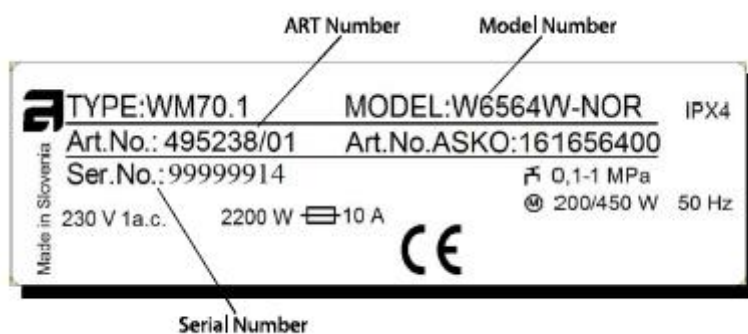 ART Number Model Number
TYPE:WM70.1 MODEL:W6564W-NOR IPX4
Art.No.: 495238/01 Art.No.ASKO:161656400
Ser.No.:99999914 0,1-1 MPa
230 V 1a.c. 2200 W 10 A M 200/450 W 50 Hz
Made in Slovenia
CE
Serial Number